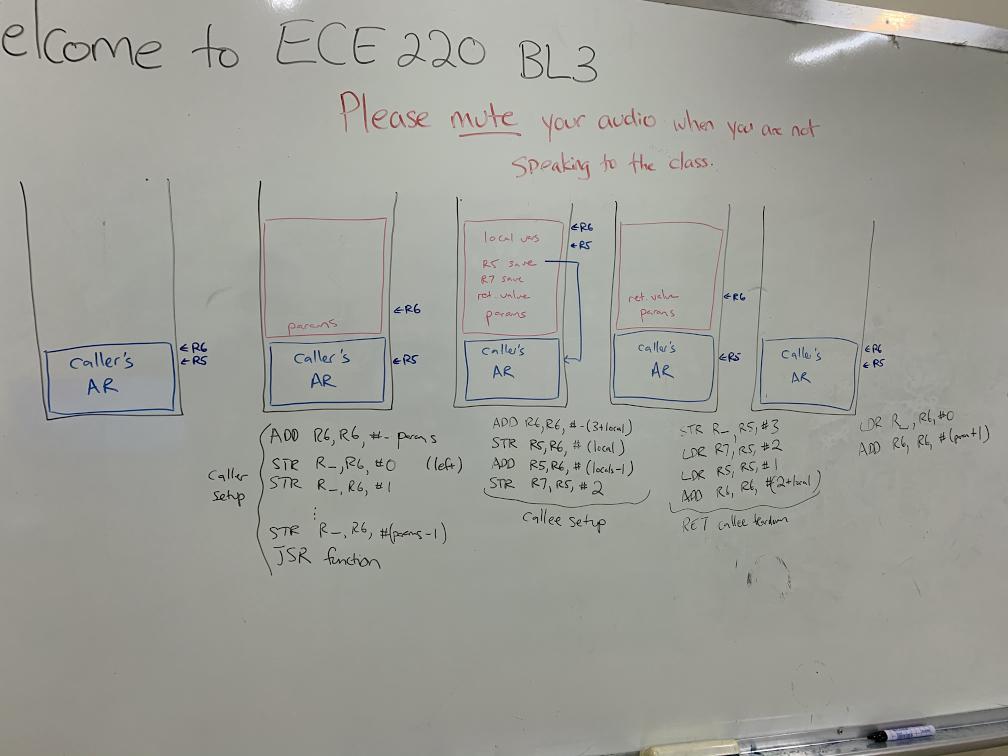 elcome to ECE 220 BL3
Please mute your audio when you are not
speaking to the class.
←R6
←R5
caller's
AR
params
←R6
←R5
caller's
AR
local vars
R5 save
R7 save
ret. value
params
←R6
←R5
caller's
AR
ret. value
params
←R6
←R5
caller's
AR
←R6
←R5
caller's
AR
caller
setup
ADD R6, R6, #- params
STR R_, R6, #0 (left)
STR R_, R6, #1
⋮
STR R_, R6, #(params-1)
JSR function
ADD R6, R6, #-(3+local)
STR R5, R6, #(local)
ADD R5, R6, #(locals-1)
STR R7, R5, #2
Callee setup
STR R_, R5, #3
LDR R7, R5, #2
LDR R5, R5, #1
ADD R6, R6, #(2+local)
RET callee teardown
LDR R_, R6, #0
ADD R6, R6, #(param+1)